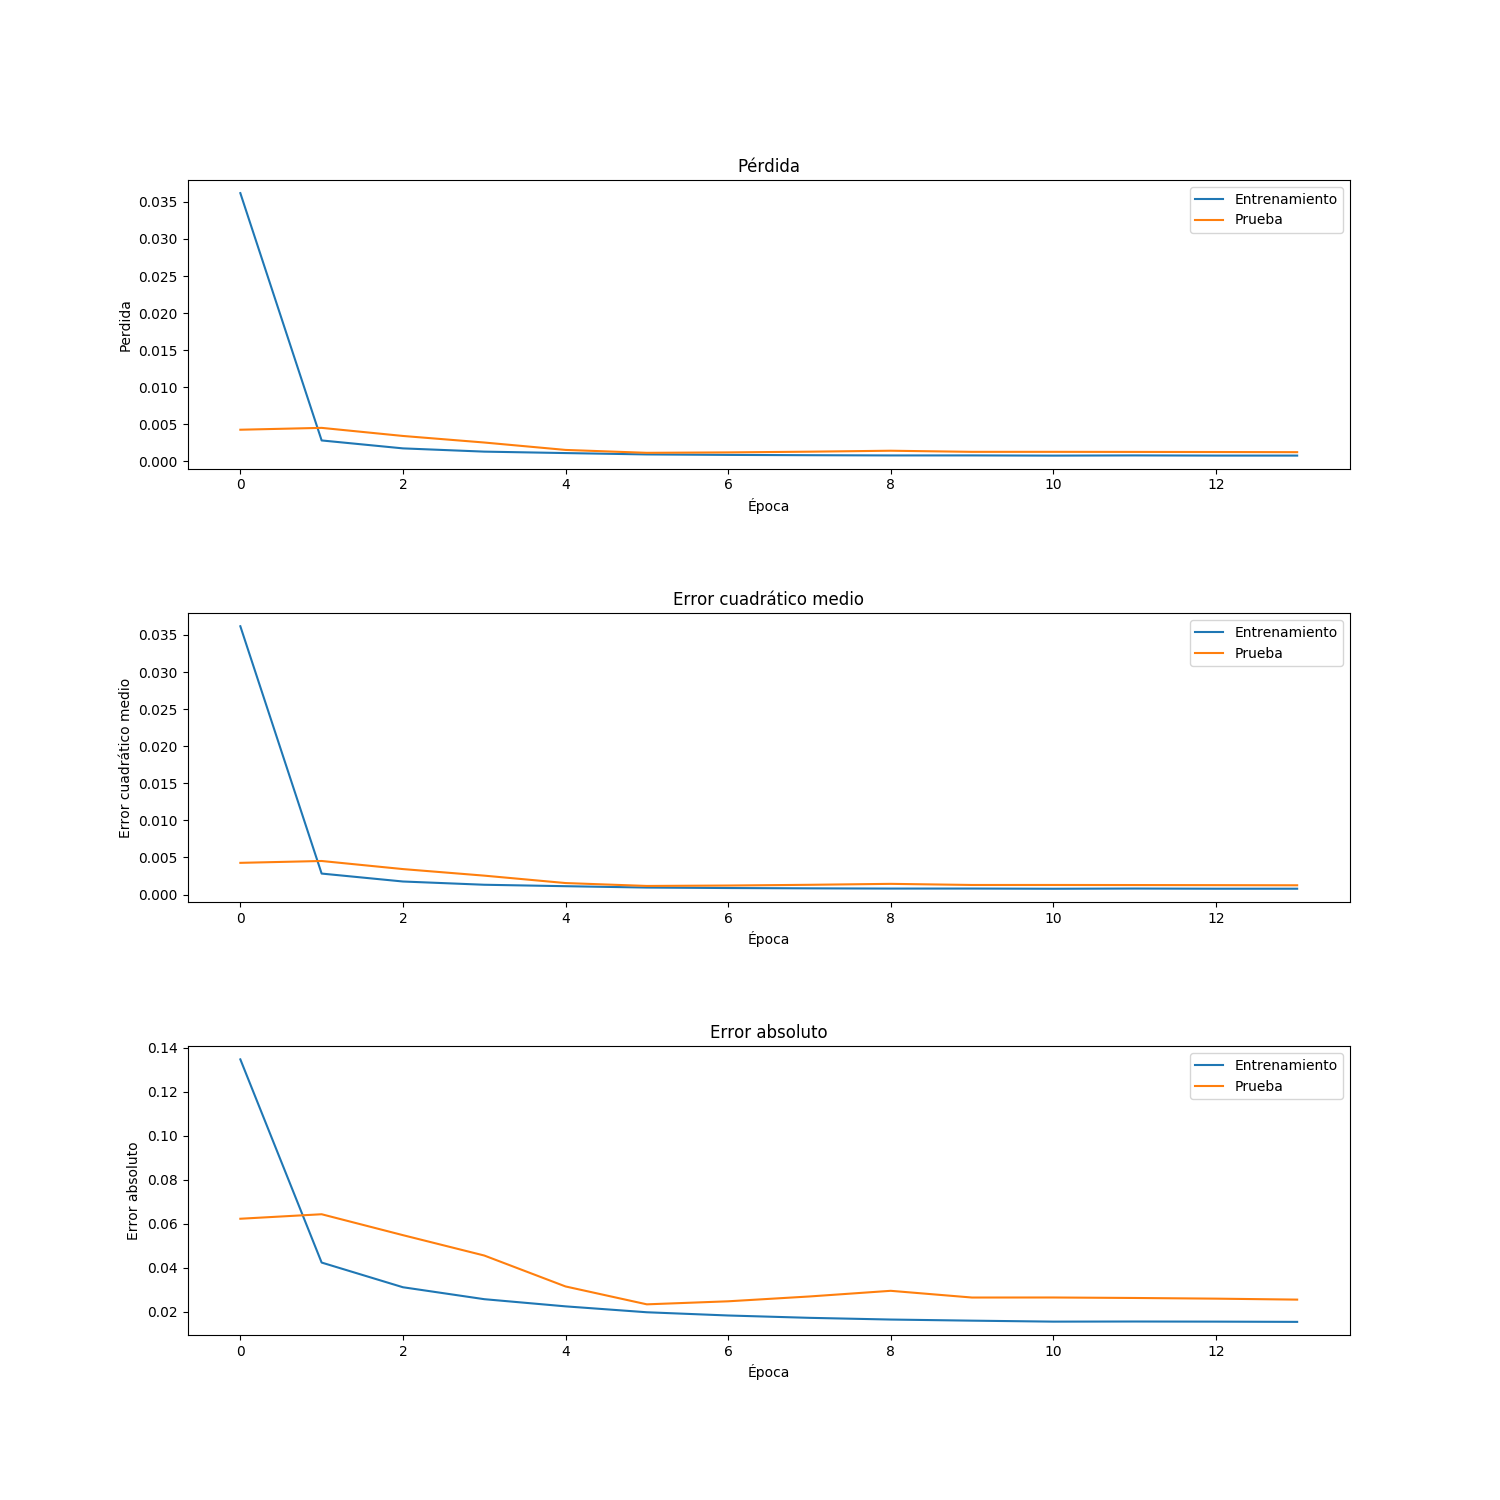 Pérdida
0.035
0.030
0.025
0.020
0.015
0.010
0.005
0.000
Perdida
Entrenamiento
Prueba
0 2 4 6 8 10 12
Época
Error cuadrático medio
0.035
0.030
0.025
0.020
0.015
0.010
0.005
0.000
Error cuadrático medio
Entrenamiento
Prueba
0 2 4 6 8 10 12
Época
Error absoluto
0.14
0.12
0.10
0.08
0.06
0.04
0.02
Error absoluto
Entrenamiento
Prueba
0 2 4 6 8 10 12
Época